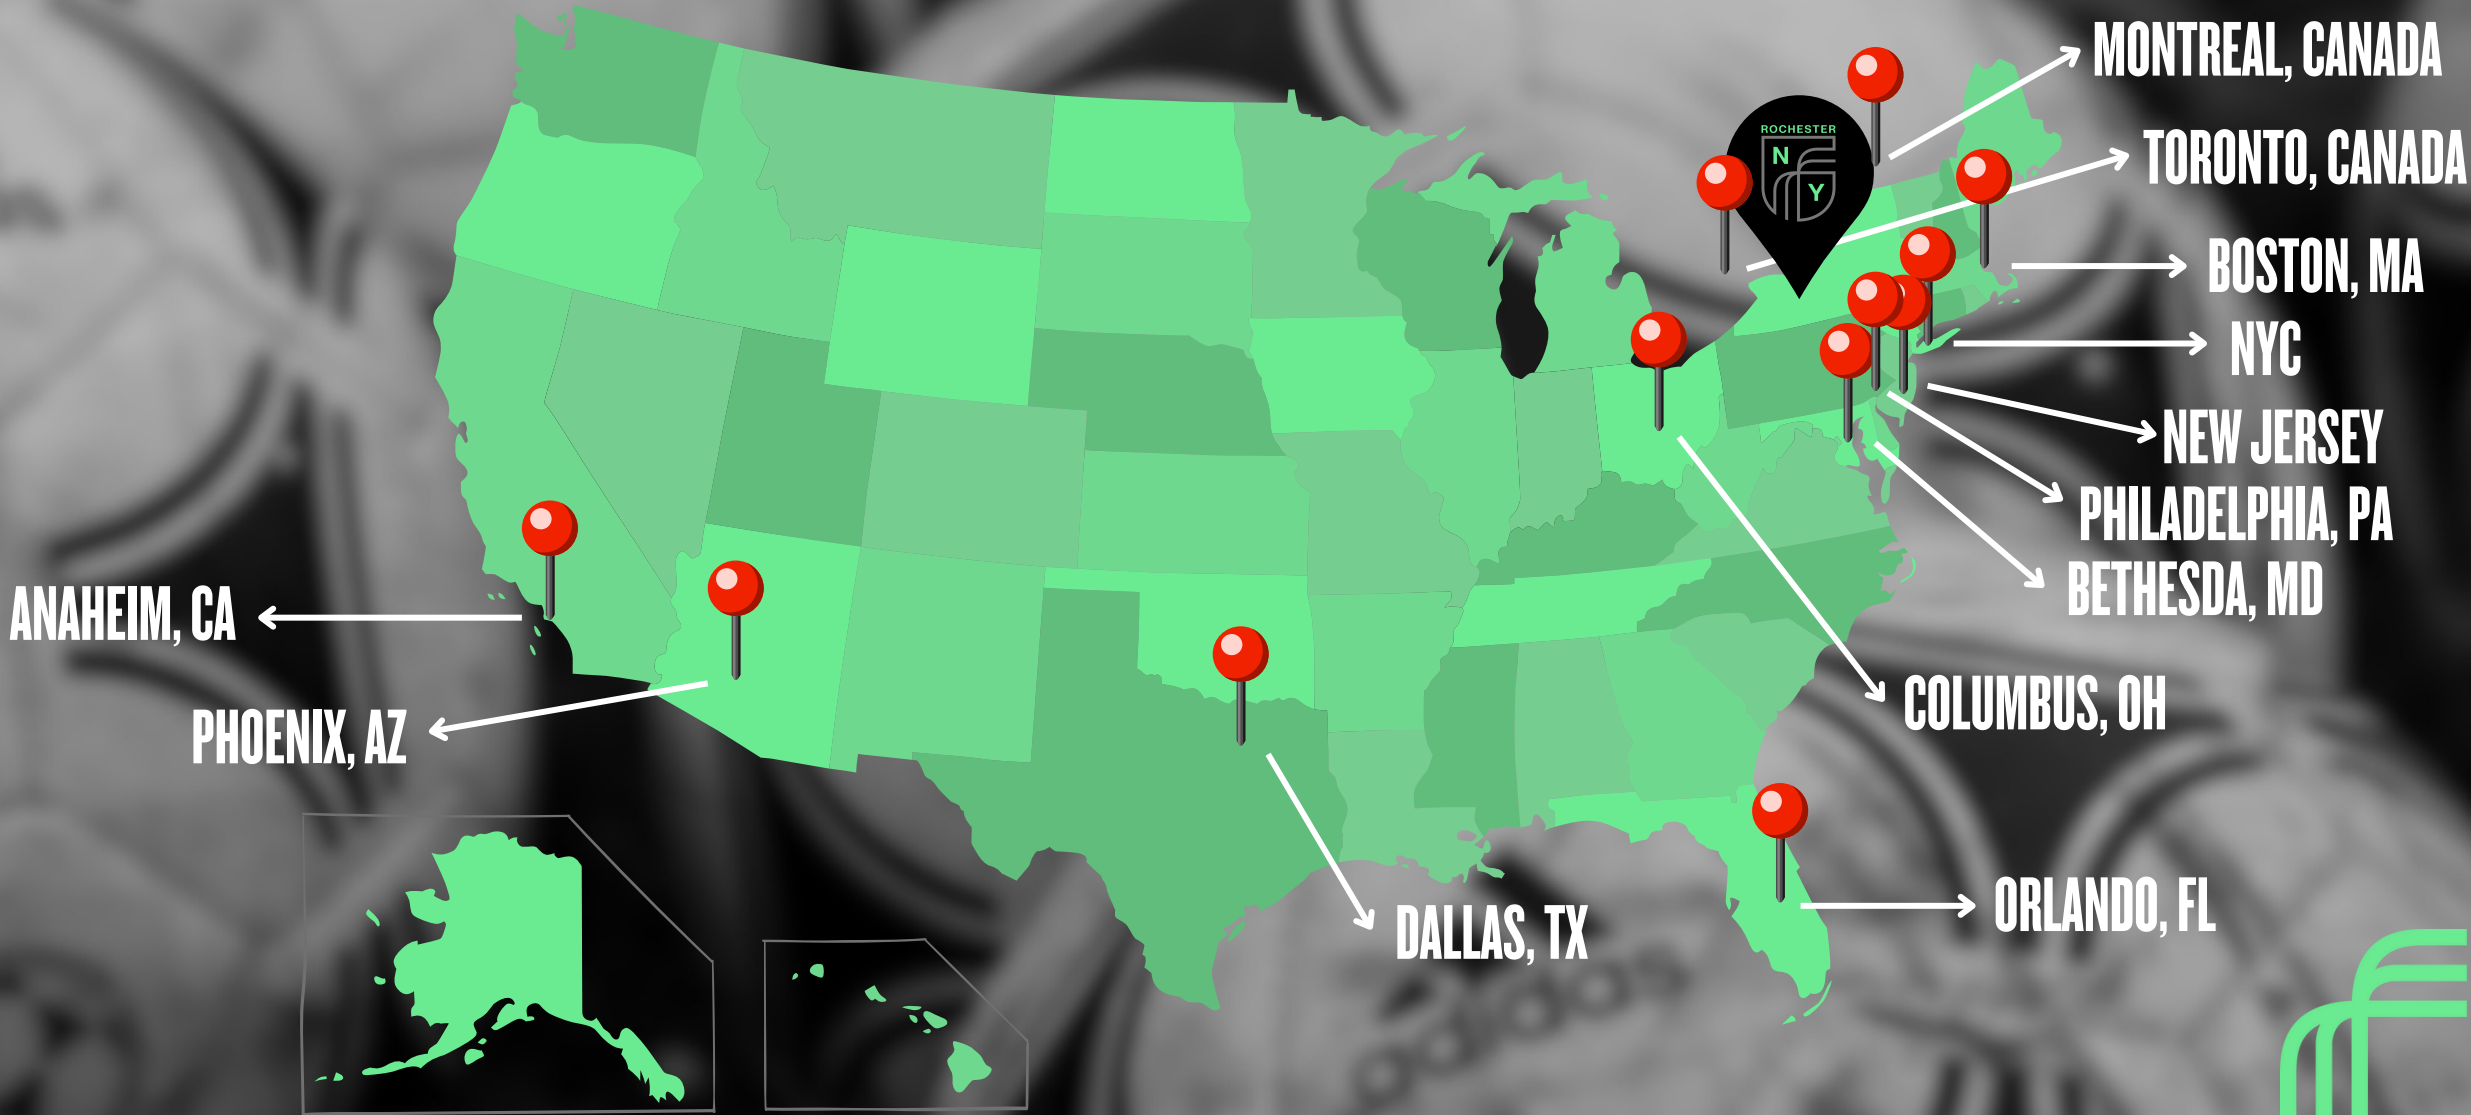 MONTREAL, CANADA
ROCHESTER
N
Y
TORONTO, CANADA
BOSTON, MA
NYC
NEW JERSEY
PHILADELPHIA, PA
BETHESDA, MD
ANAHEIM, CA
PHOENIX, AZ
COLUMBUS, OH
DALLAS, TX
ORLANDO, FL